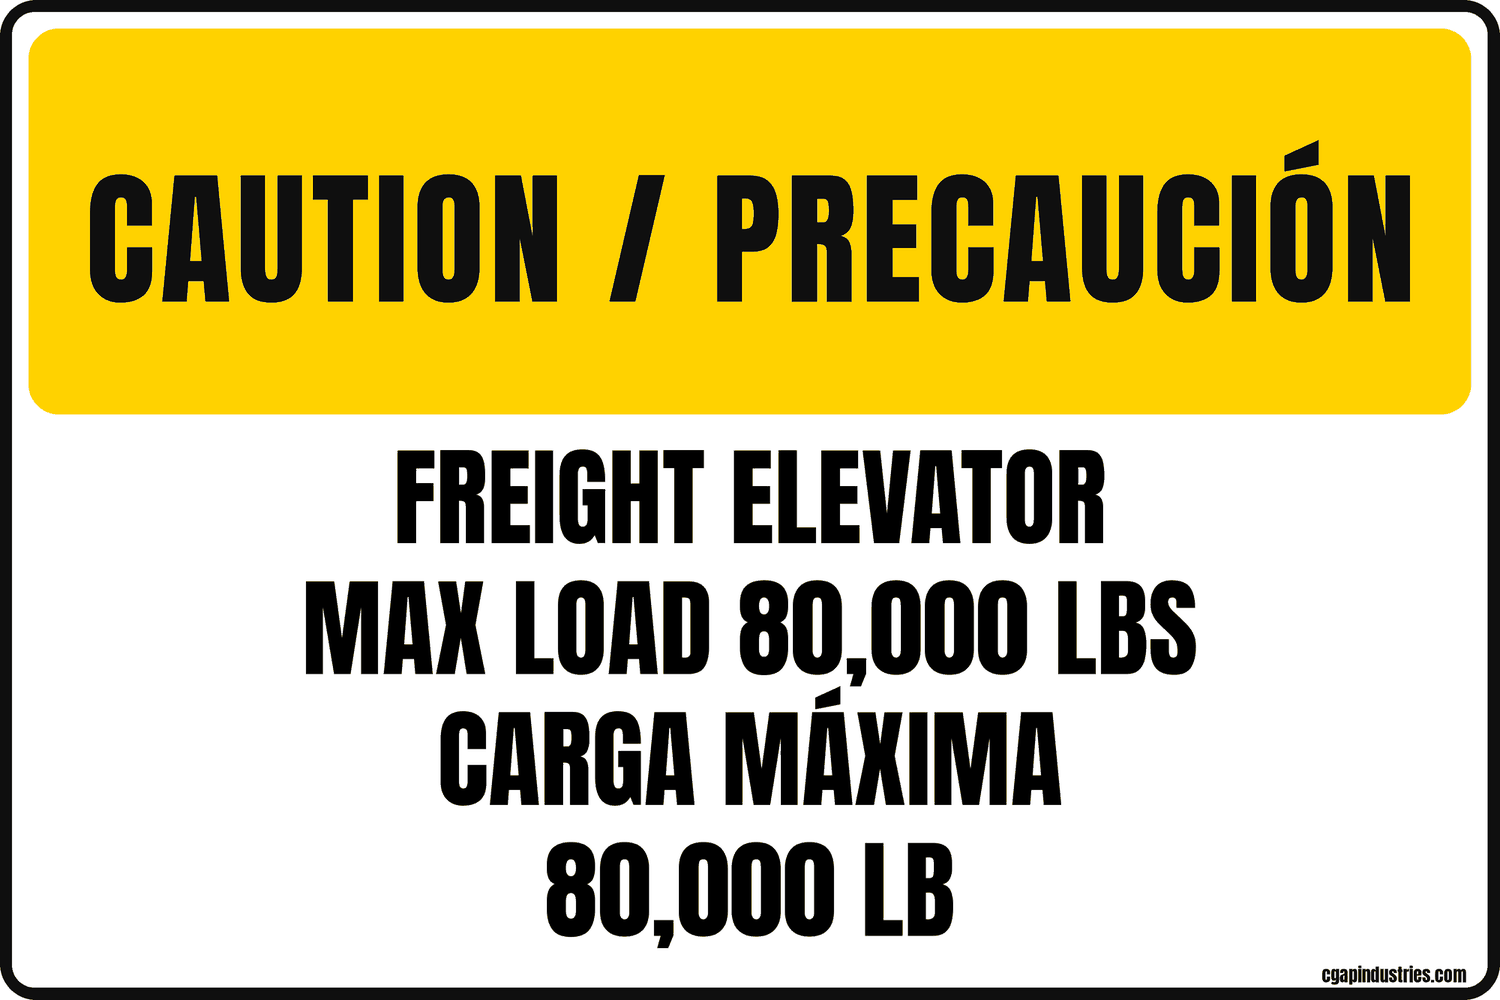 CAUTION / PRECAUCIÓN
FREIGHT ELEVATOR
MAX LOAD 80,000 LBS
CARGA MÁXIMA
80,000 LB
cgapindustries.com